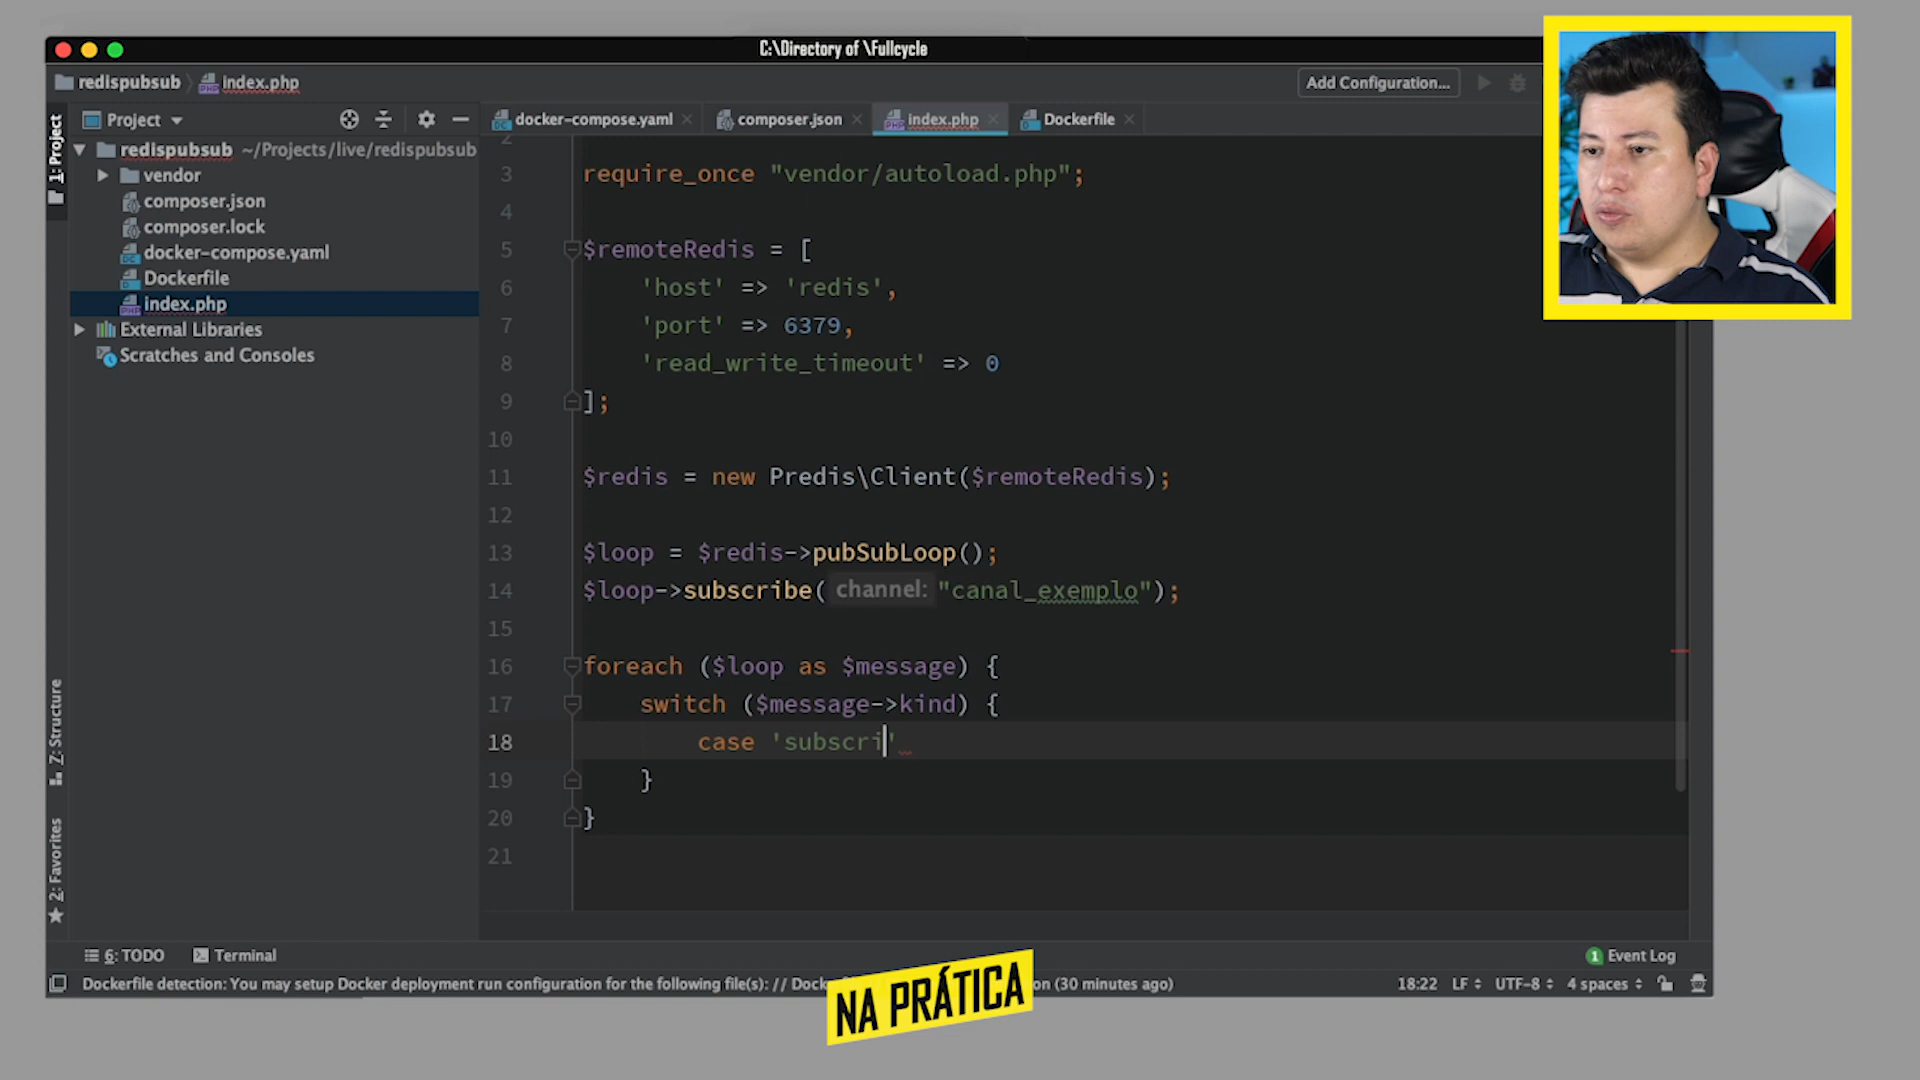 C:\Directory of \Fullcycle
redispubsub
index.php
Add Configuration...
1: Project
Project
docker-compose.yaml
composer.json
index.php
Dockerfile
redispubsub ~/Projects/live/redispubsub
vendor
composer.json
composer.lock
docker-compose.yaml
Dockerfile
index.php
External Libraries
Scratches and Consoles
2
3 require_once "vendor/autoload.php";
4
5 $remoteRedis = [
6 'host' => 'redis',
7 'port' => 6379,
8 'read_write_timeout' => 0
9 ];
10
11 $redis = new Predis\Client($remoteRedis);
12
13 $loop = $redis->pubSubLoop();
14 $loop->subscribe( channel: "canal_exemplo");
15
16 foreach ($loop as $message) {
17 switch ($message->kind) {
18 case 'subscri'
19 }
20 }
21
Z: Structure
2: Favorites
6: TODO
Terminal
1 Event Log
Dockerfile detection: You may setup Docker deployment run configuration for the following file(s): // Doc
on (30 minutes ago)
18:22 LF UTF-8 4 spaces
NA PRÁTICA